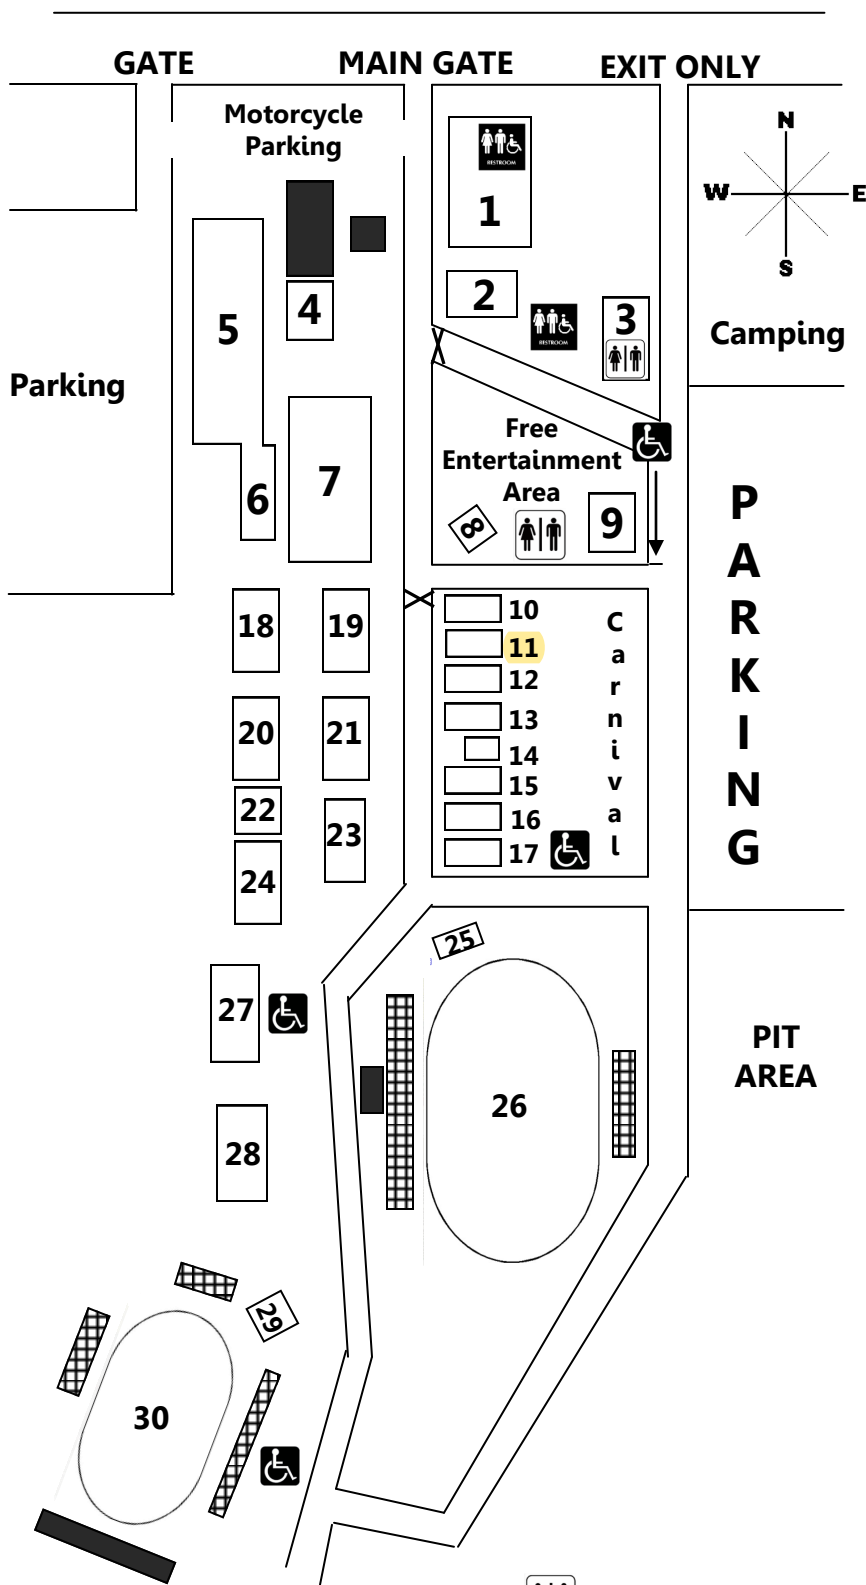 GATE
MAIN GATE
EXIT ONLY
Motorcycle
Parking
N
W
E
S
RESTROOM
1
2
RESTROOM
3
4
5
Camping
Parking
Free
Entertainment
Area
6
7
8
9
P
A
R
K
I
N
G
10
11
12
13
14
15
16
17
C
a
r
n
i
v
a
l
18
19
20
21
22
23
24
25
26
27
28
PIT
AREA
29
30